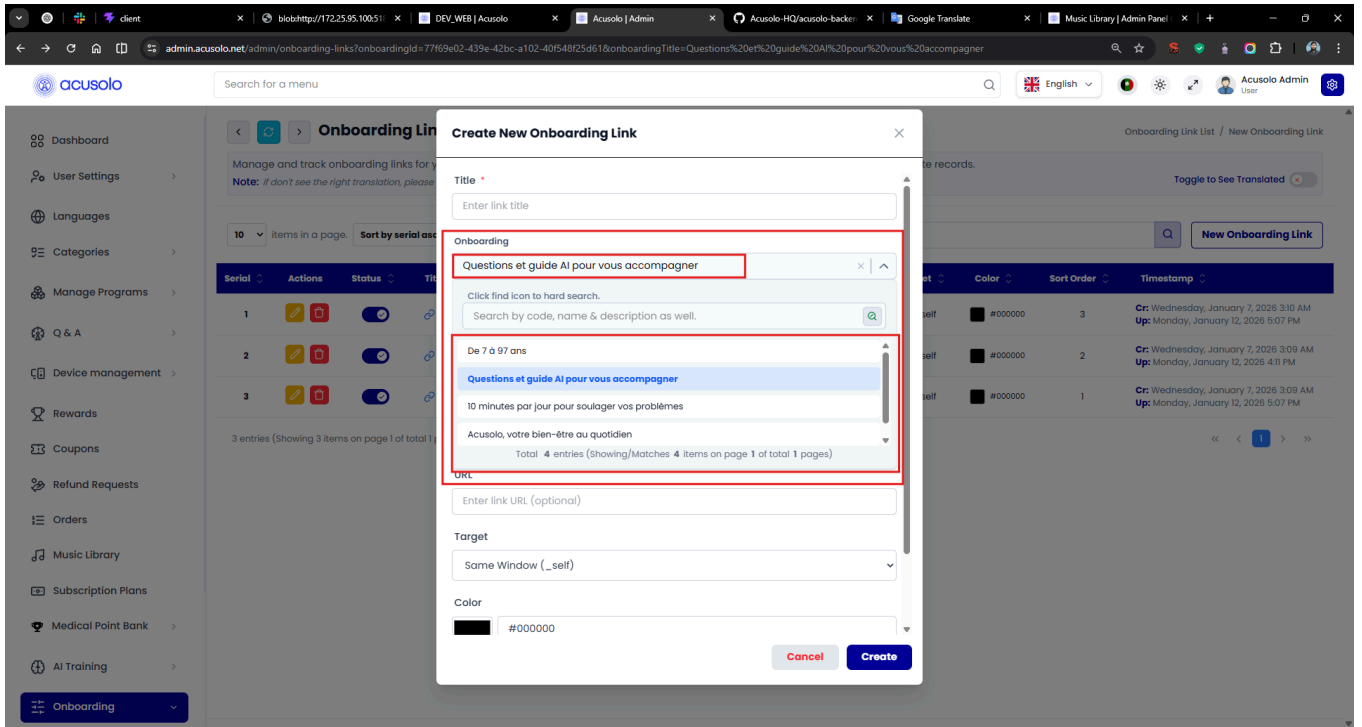 client
blob:http://172.25.95.100:51
DEV_WEB | Acusolo
Acusolo | Admin
Acusolo-HQ/acusolo-backen
Google Translate
Music Library | Admin Panel
admin.acusolo.net/admin/onboarding-links?onboardingId=77f69e02-439e-42bc-a102-40f548f25d61&onboardingTitle=Questions%20et%20guide%20AI%20pour%20vous%20accompagner
acusolo
Search for a menu
English
Acusolo Admin
User
Dashboard
User Settings
Languages
Categories
Manage Programs
Q & A
Device management
Rewards
Coupons
Refund Requests
Orders
Music Library
Subscription Plans
Medical Point Bank
AI Training
Onboarding
Onboarding Lin
Onboarding Link List / New Onboarding Link
Manage and track onboarding links for y
te records.
Note: if don't see the right translation, please
Toggle to See Translated
10 items in a page. Sort by serial asc
New Onboarding Link
Serial Actions Status Tit
et Color Sort Order Timestamp
1
self #000000 3 Cr: Wednesday, January 7, 2026 3:10 AM
Up: Monday, January 12, 2026 5:07 PM
2
self #000000 2 Cr: Wednesday, January 7, 2026 3:09 AM
Up: Monday, January 12, 2026 4:11 PM
3
self #000000 1 Cr: Wednesday, January 7, 2026 3:09 AM
Up: Monday, January 12, 2026 5:07 PM
3 entries (Showing 3 items on page 1 of total 1 p
« < 1 > »
Create New Onboarding Link
Title *
Enter link title
Onboarding
Questions et guide AI pour vous accompagner
Click find icon to hard search.
Search by code, name & description as well.
De 7 à 97 ans
Questions et guide AI pour vous accompagner
10 minutes par jour pour soulager vos problèmes
Acusolo, votre bien-être au quotidien
Total 4 entries (Showing/Matches 4 items on page 1 of total 1 pages)
URL
Enter link URL (optional)
Target
Same Window (_self)
Color
#000000
Cancel
Create